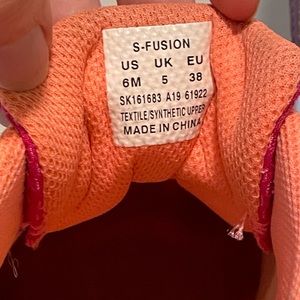 S-FUSION
US UK EU
6M 5 38
SK161683 A19 61922
TEXTILE/SYNTHETIC UPPER
MADE IN CHINA